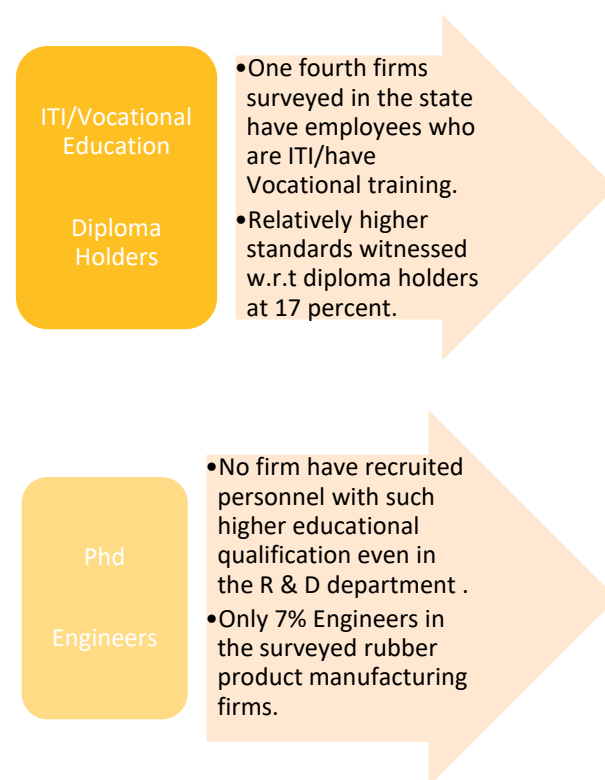 ITI/Vocational
Education
Diploma
Holders
•One fourth firms
surveyed in the state
have employees who
are ITI/have
Vocational training.
•Relatively higher
standards witnessed
w.r.t diploma holders
at 17 percent.
Phd
Engineers
•No firm have recruited
personnel with such
higher educational
qualification even in
the R & D department .
•Only 7% Engineers in
the surveyed rubber
product manufacturing
firms.